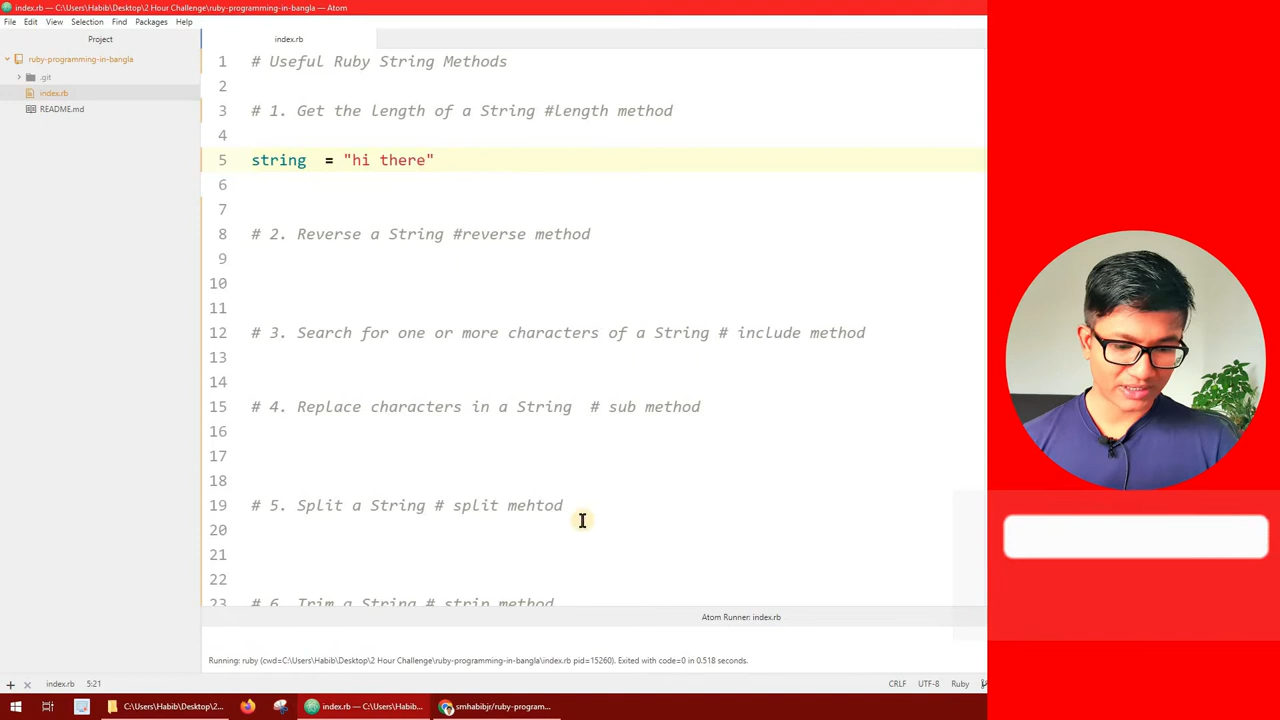 index.rb — C:\Users\Habib\Desktop\2 Hour Challenge\ruby-programming-in-bangla — Atom
File Edit View Selection Find Packages Help
Project
index.rb
ruby-programming-in-bangla
.git
index.rb
README.md
1 # Useful Ruby String Methods
2
3 # 1. Get the length of a String #length method
4
5 string  = "hi there"
6
7
8 # 2. Reverse a String #reverse method
9
10
11
12 # 3. Search for one or more characters of a String # include method
13
14
15 # 4. Replace characters in a String  # sub method
16
17
18
19 # 5. Split a String # split mehtod
20
21
22
23 # 6. Trim a String # strip method
Atom Runner: index.rb
Running: ruby (cwd=C:\Users\Habib\Desktop\2 Hour Challenge\ruby-programming-in-bangla\index.rb pid=15260). Exited with code=0 in 0.518 seconds.
index.rb 5:21 CRLF UTF-8 Ruby
C:\Users\Habib\Desktop\2... index.rb — C:\Users\Habib... smhabibjr/ruby-program...